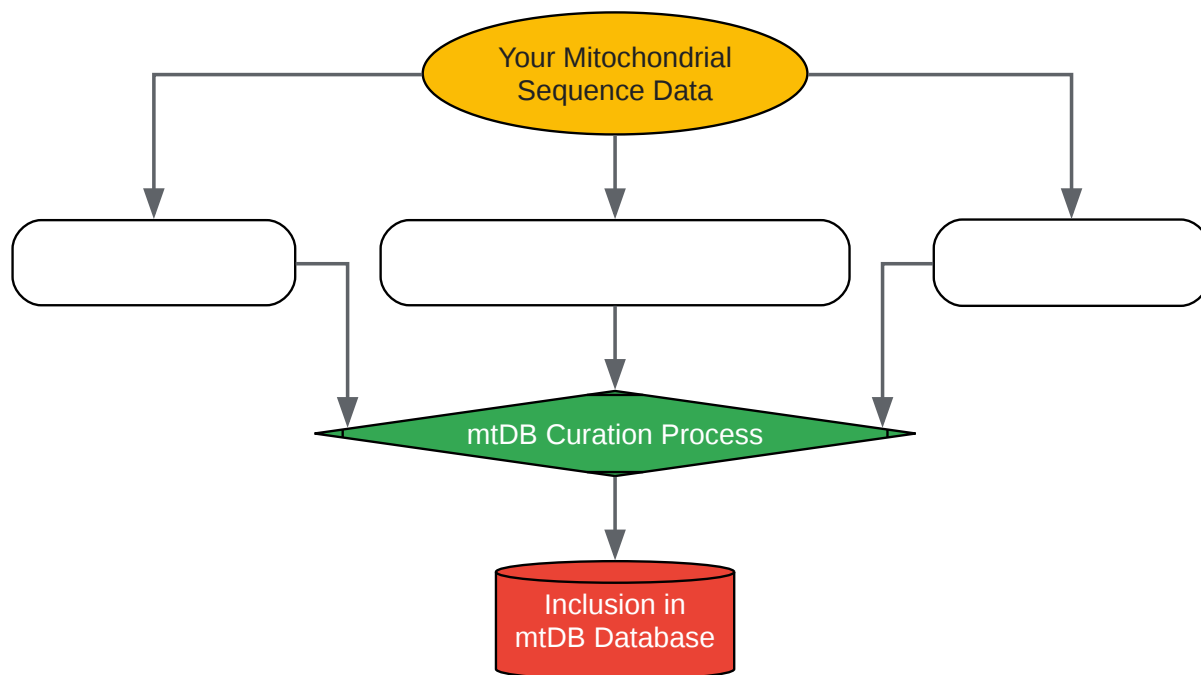 Your Mitochondrial
Sequence Data
mtDB Curation Process
Inclusion in
mtDB Database